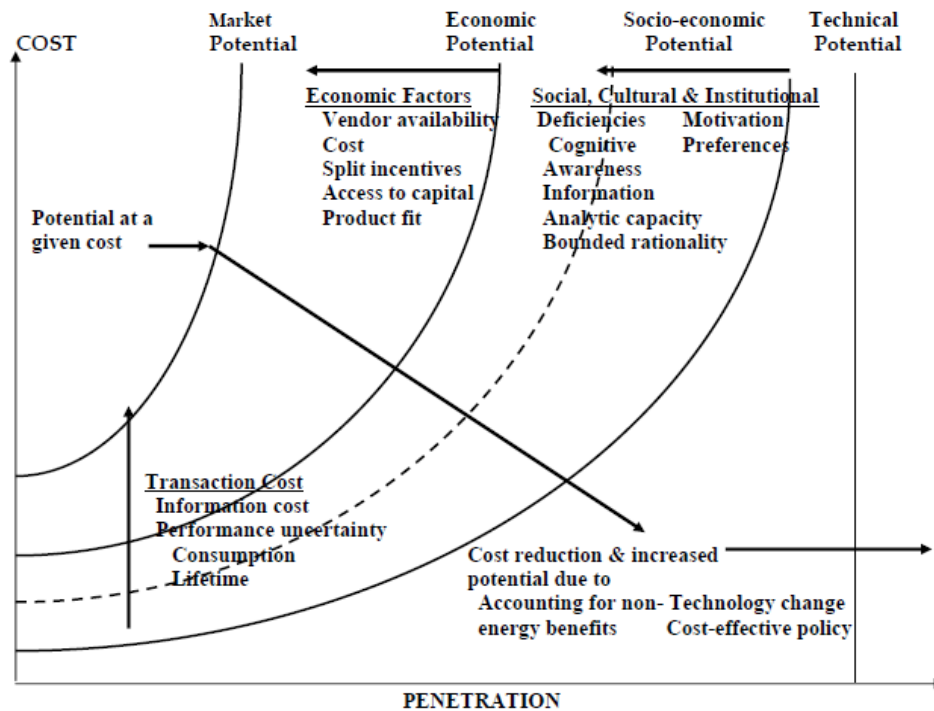 COST
Market
Potential
Economic
Potential
Socio-economic
Potential
Technical
Potential
Economic Factors
Vendor availability
Cost
Split incentives
Access to capital
Product fit
Social, Cultural & Institutional
Deficiencies Motivation
Cognitive Preferences
Awareness
Information
Analytic capacity
Bounded rationality
Potential at a
given cost
Transaction Cost
Information cost
Performance uncertainty
Consumption
Lifetime
Cost reduction & increased
potential due to
Accounting for non- Technology change
energy benefits Cost-effective policy
PENETRATION